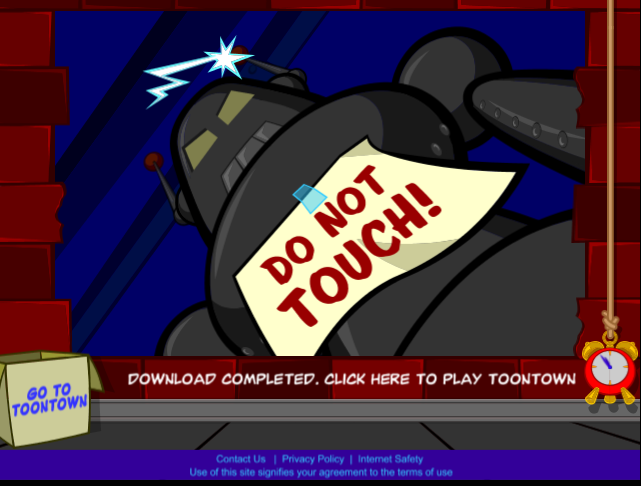 DO NOT
TOUCH!
DOWNLOAD COMPLETED. CLICK HERE TO PLAY TOONTOWN
GO TO
TOONTOWN
Contact Us | Privacy Policy | Internet Safety
Use of this site signifies your agreement to the terms of use